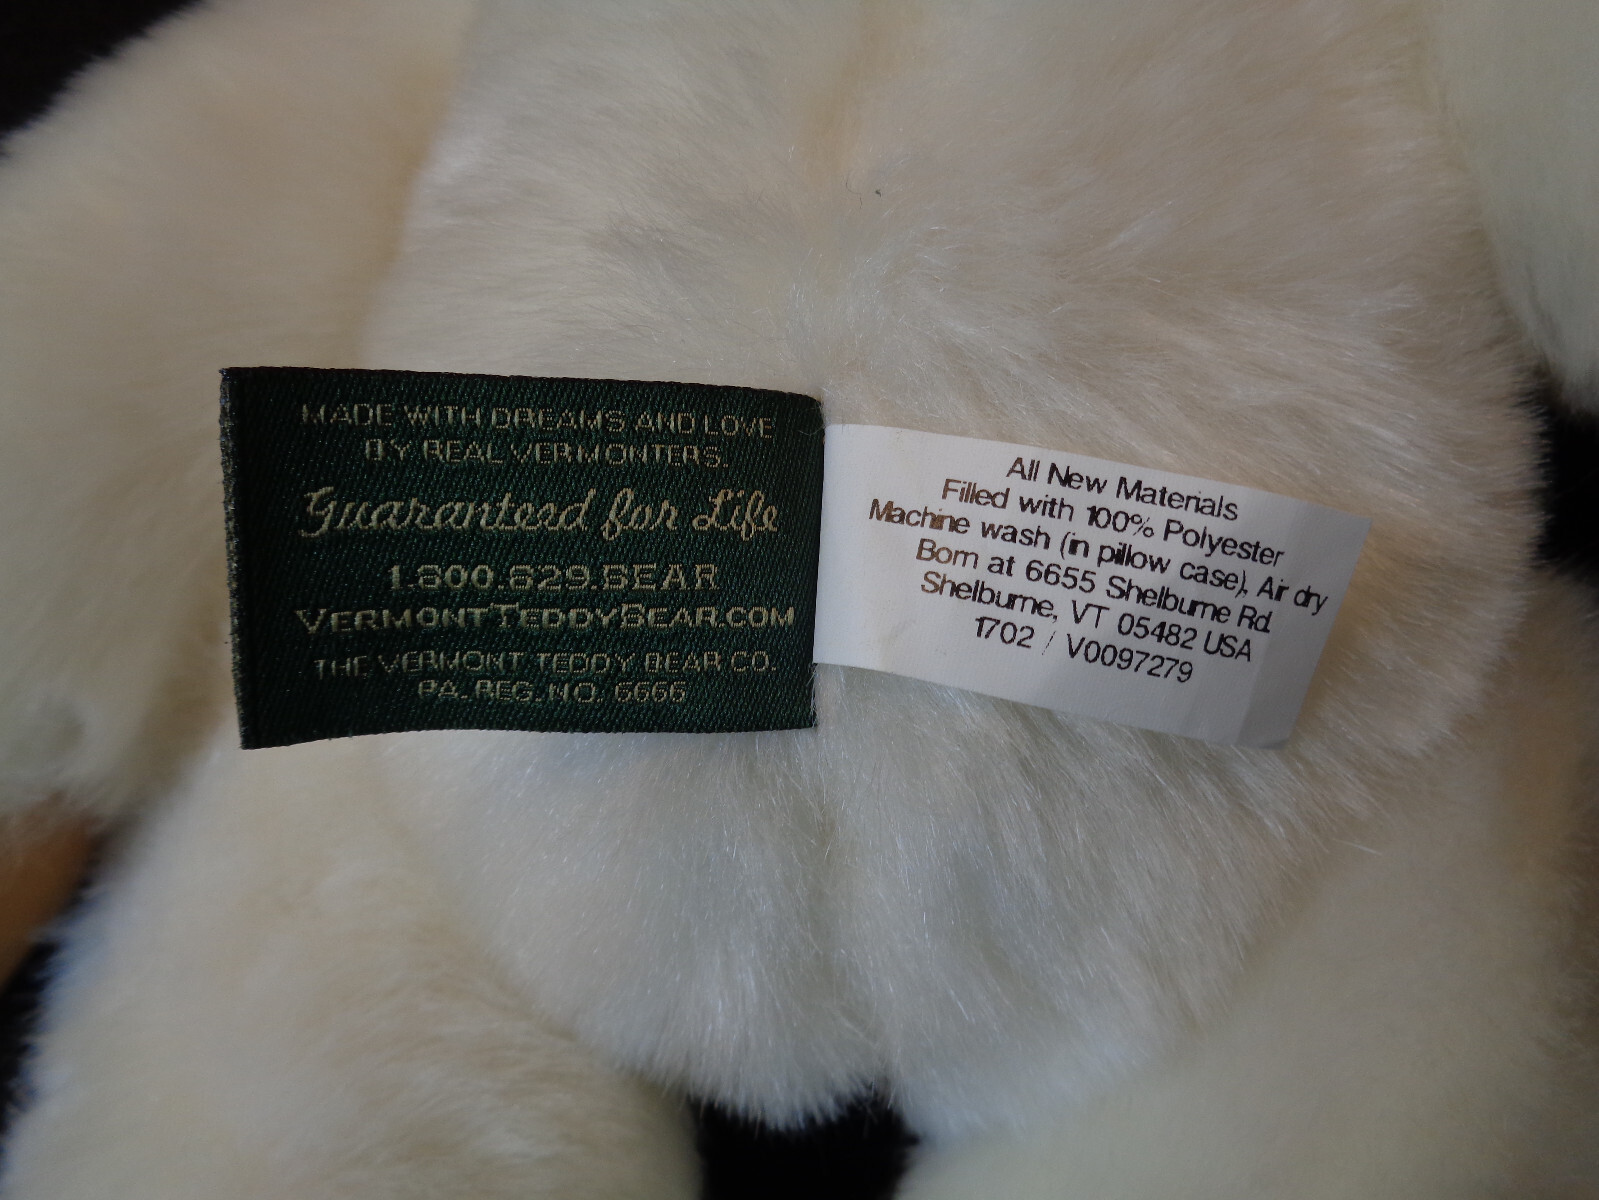 MADE WITH DREAMS AND LOVE
BY REAL VERMONTERS.
Guaranteed for Life
1.800.829.BEAR
VERMONTTEDDYBEAR.COM
THE VERMONT TEDDY BEAR CO.
PA. REG. NO. 6666
All New Materials
Filled with 100% Polyester
Machine wash (in pillow case), Air dry
Born at 6655 Shelburne Rd.
Shelburne, VT 05482 USA
1702 / V0097279